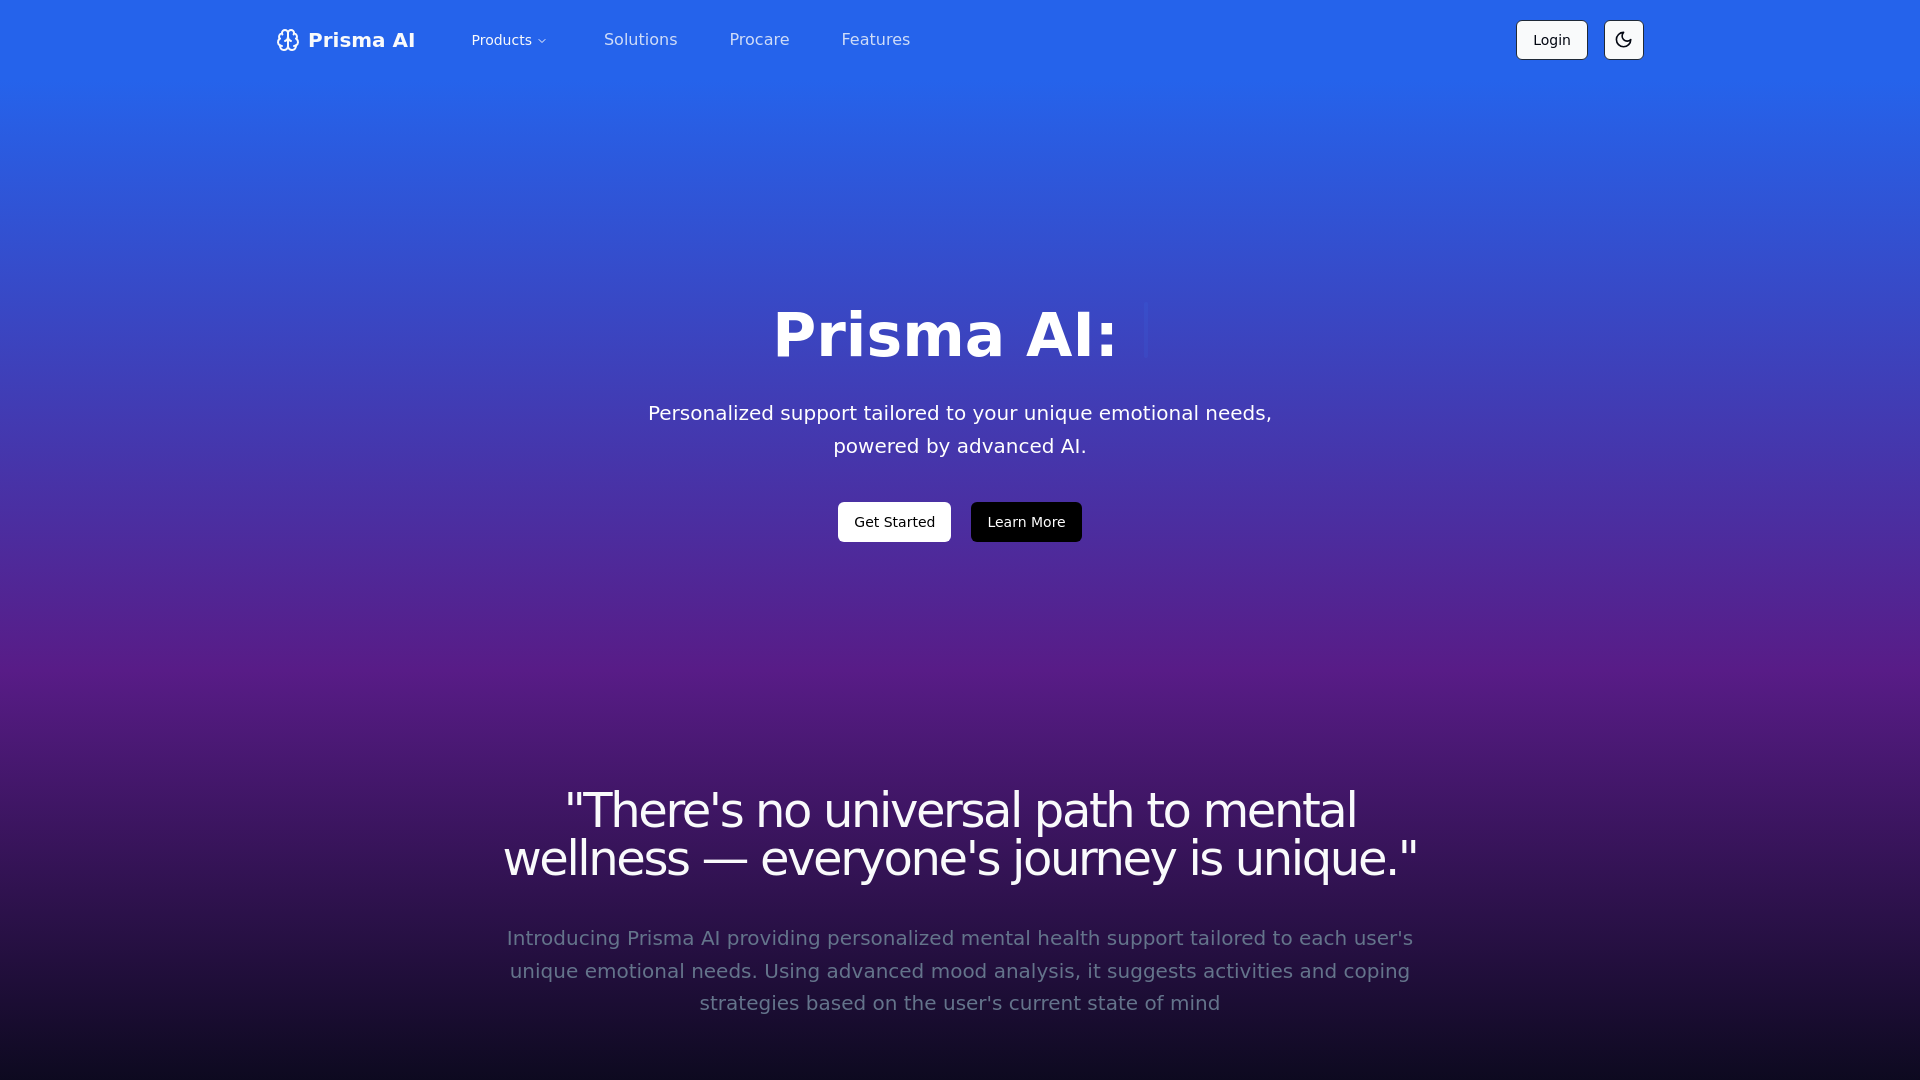 Prisma AI
Products
Solutions
Procare
Features
Login
Prisma AI:
Personalized support tailored to your unique emotional needs,
powered by advanced AI.
Get Started
Learn More
"There's no universal path to mental
wellness — everyone's journey is unique."
Introducing Prisma AI providing personalized mental health support tailored to each user's
unique emotional needs. Using advanced mood analysis, it suggests activities and coping
strategies based on the user's current state of mind